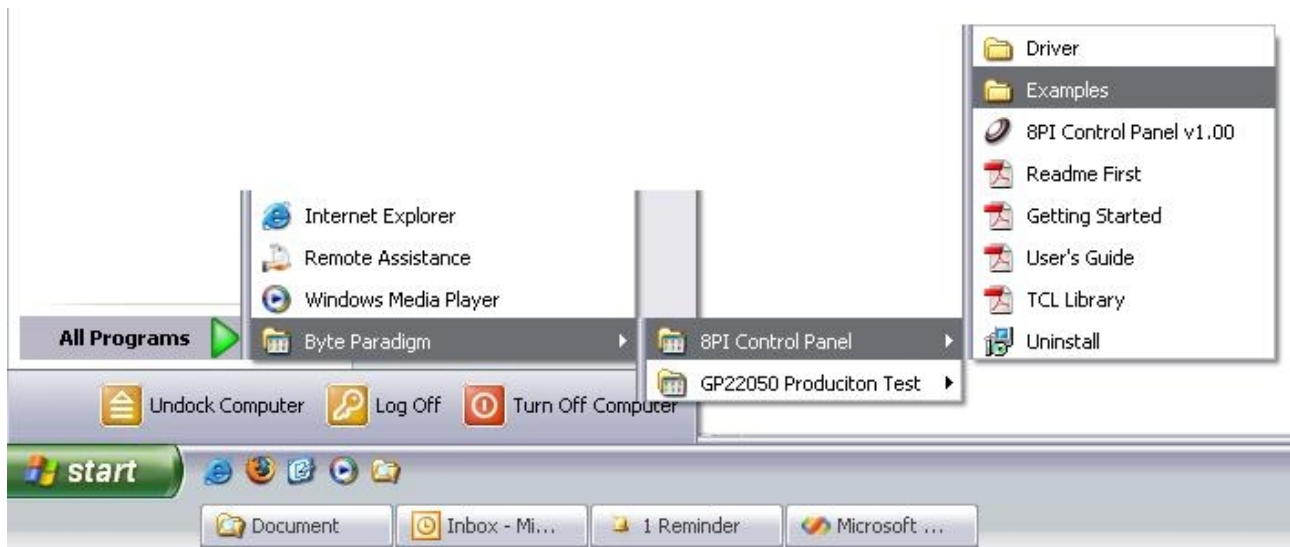 Driver
Examples
8PI Control Panel v1.00
Readme First
Getting Started
User's Guide
TCL Library
Uninstall
Internet Explorer
Remote Assistance
Windows Media Player
All Programs
Byte Paradigm
8PI Control Panel
GP22050 Produciton Test
Undock Computer
Log Off
Turn Off Computer
start
Document
Inbox - Mi...
1 Reminder
Microsoft ...